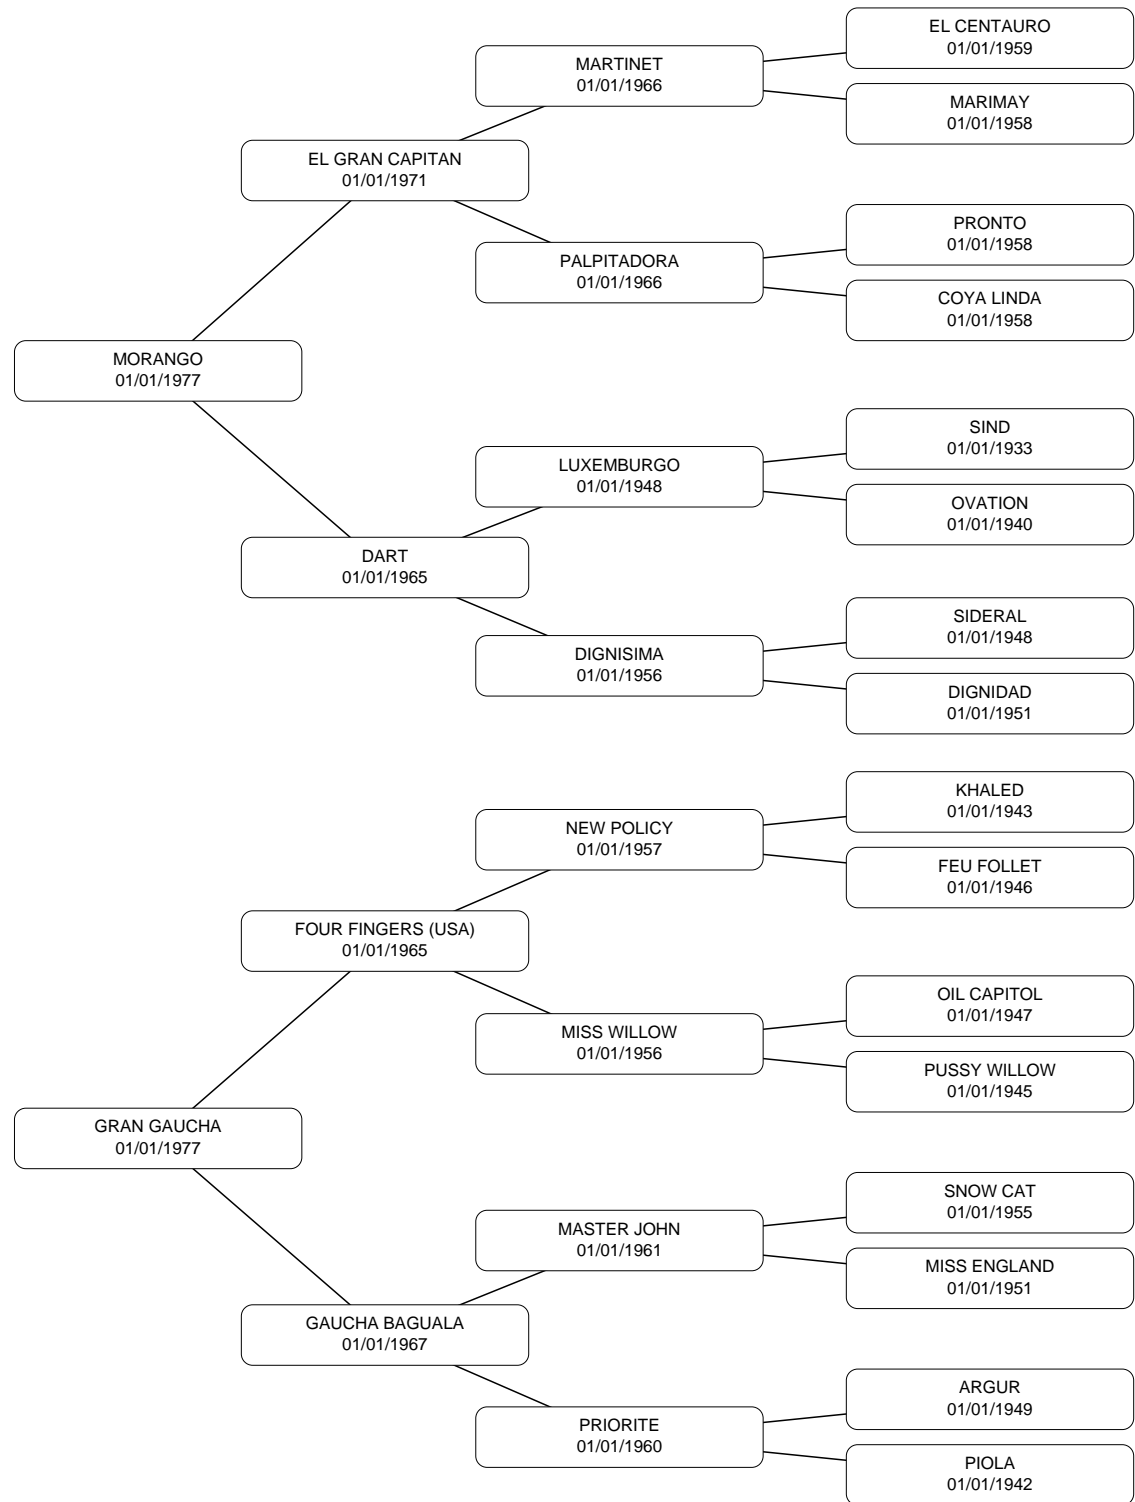 EL CENTAURO
01/01/1959
MARTINET
01/01/1966
MARIMAY
01/01/1958
EL GRAN CAPITAN
01/01/1971
PRONTO
01/01/1958
PALPITADORA
01/01/1966
COYA LINDA
01/01/1958
MORANGO
01/01/1977
SIND
01/01/1933
LUXEMBURGO
01/01/1948
OVATION
01/01/1940
DART
01/01/1965
SIDERAL
01/01/1948
DIGNISIMA
01/01/1956
DIGNIDAD
01/01/1951
KHALED
01/01/1943
NEW POLICY
01/01/1957
FEU FOLLET
01/01/1946
FOUR FINGERS (USA)
01/01/1965
OIL CAPITOL
01/01/1947
MISS WILLOW
01/01/1956
PUSSY WILLOW
01/01/1945
GRAN GAUCHA
01/01/1977
SNOW CAT
01/01/1955
MASTER JOHN
01/01/1961
MISS ENGLAND
01/01/1951
GAUCHA BAGUALA
01/01/1967
ARGUR
01/01/1949
PRIORITE
01/01/1960
PIOLA
01/01/1942